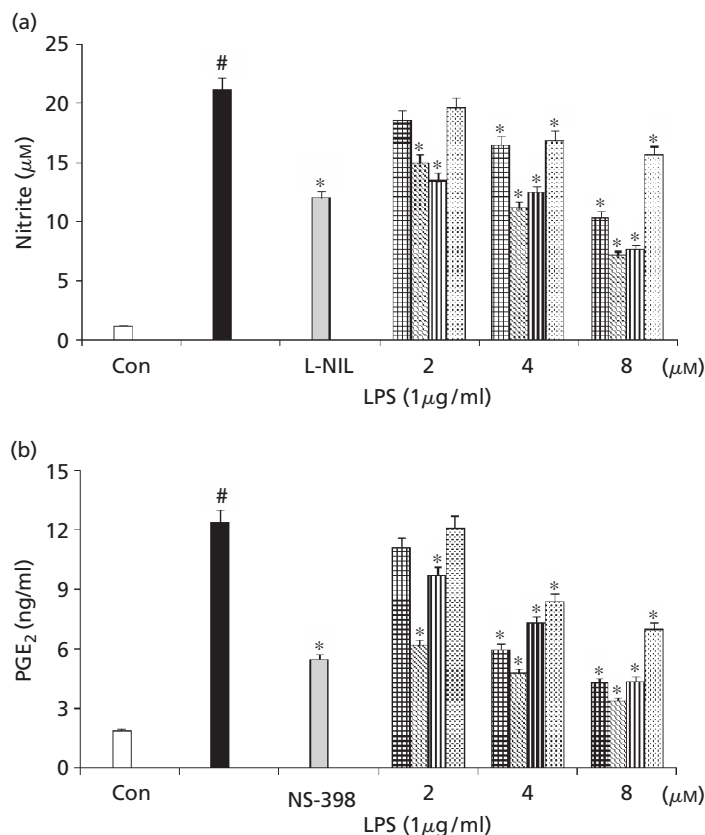 (a)
25
20
15
10
5
0
Nitrite (μM)
#
*
* *
* * * *
* * * *
Con L-NIL 2 4 8 (μM)
LPS (1μg/ml)
(b)
15
12
9
6
3
0
PGE₂ (ng/ml)
#
*
* *
* * * *
* * * *
Con NS-398 2 4 8 (μM)
LPS (1μg/ml)